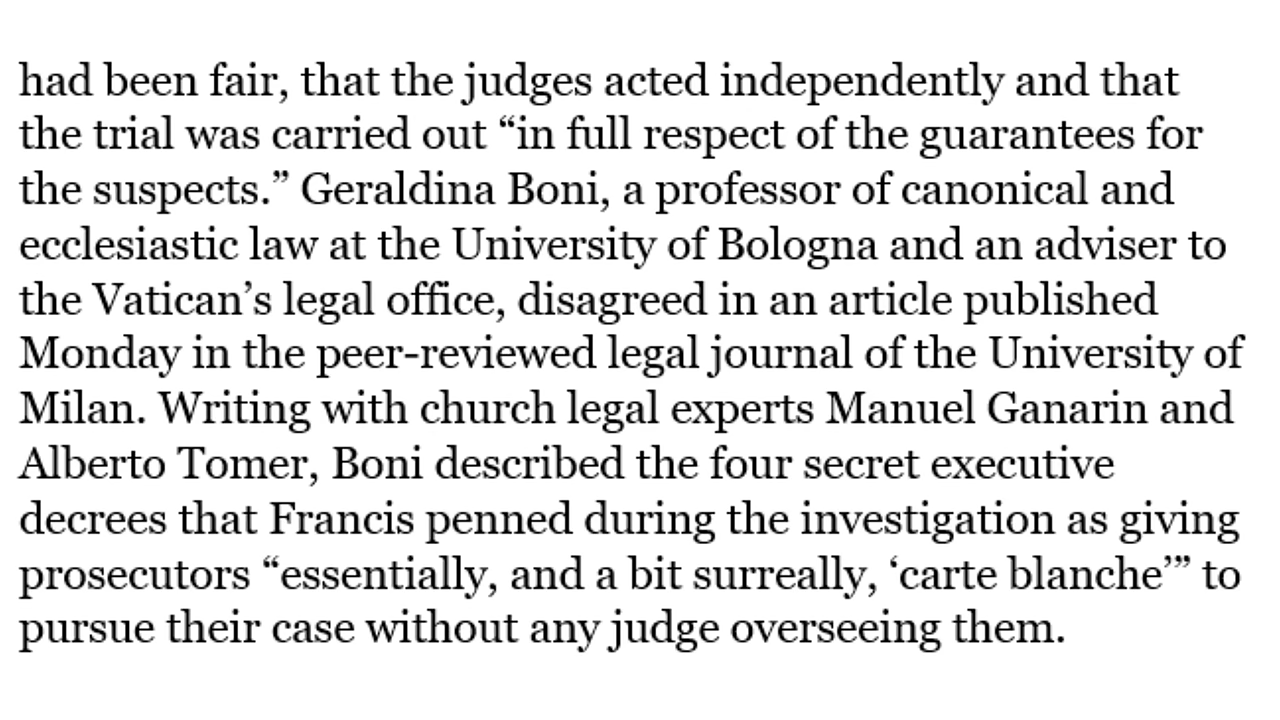 had been fair, that the judges acted independently and that
the trial was carried out “in full respect of the guarantees for
the suspects.” Geraldina Boni, a professor of canonical and
ecclesiastic law at the University of Bologna and an adviser to
the Vatican’s legal office, disagreed in an article published
Monday in the peer-reviewed legal journal of the University of
Milan. Writing with church legal experts Manuel Ganarin and
Alberto Tomer, Boni described the four secret executive
decrees that Francis penned during the investigation as giving
prosecutors “essentially, and a bit surreally, ‘carte blanche’” to
pursue their case without any judge overseeing them.